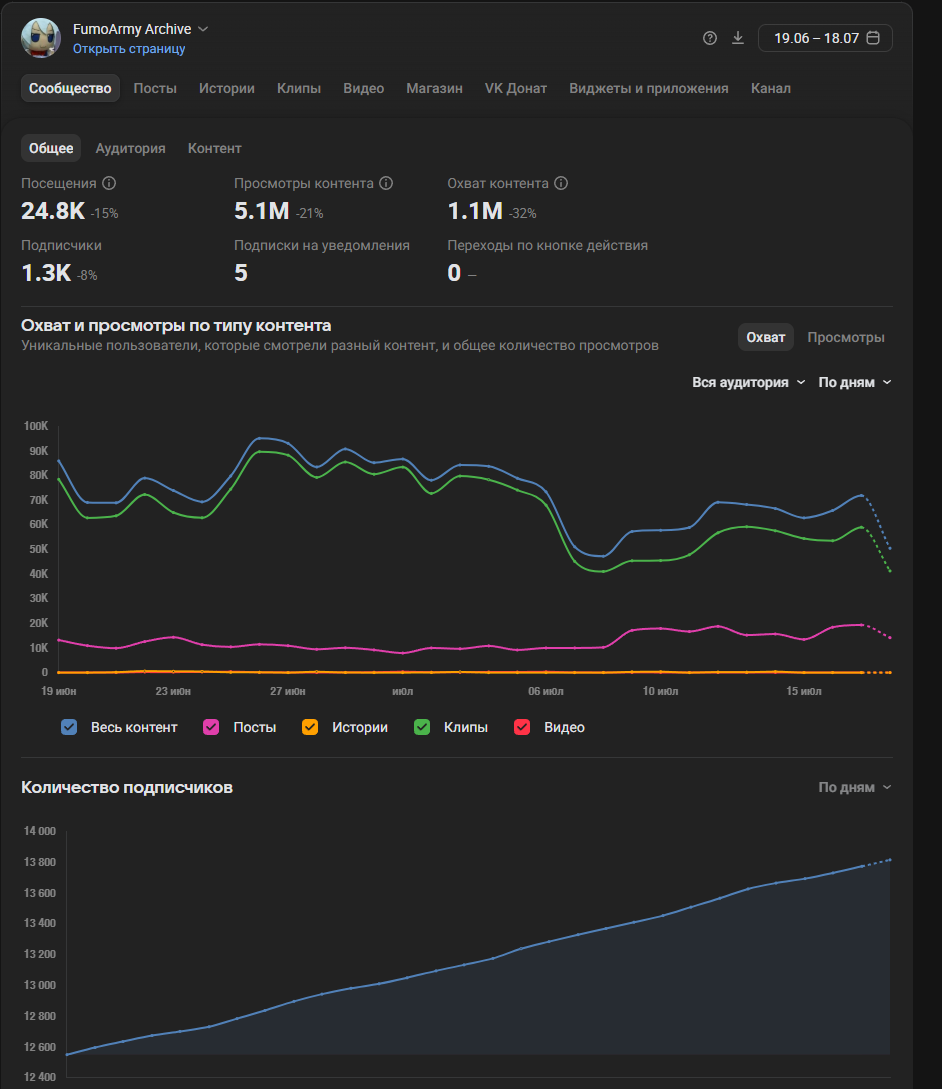 FumoArmy Archive
Открыть страницу
19.06 – 18.07
Сообщество Посты Истории Клипы Видео Магазин VK Донат Виджеты и приложения Канал
Общее Аудитория Контент
Посещения Просмотры контента Охват контента
24.8K -15% 5.1M -21% 1.1M -32%
Подписчики Подписки на уведомления Переходы по кнопке действия
1.3K -8% 5 0 –
Охват и просмотры по типу контента
Уникальные пользователи, которые смотрели разный контент, и общее количество просмотров
Охват Просмотры
Вся аудитория По дням
100K
90K
80K
70K
60K
50K
40K
30K
20K
10K
0
19 июн 23 июн 27 июн июл 06 июл 10 июл 15 июл
Весь контент Посты Истории Клипы Видео
Количество подписчиков По дням
14 000
13 800
13 600
13 400
13 200
13 000
12 800
12 600
12 400